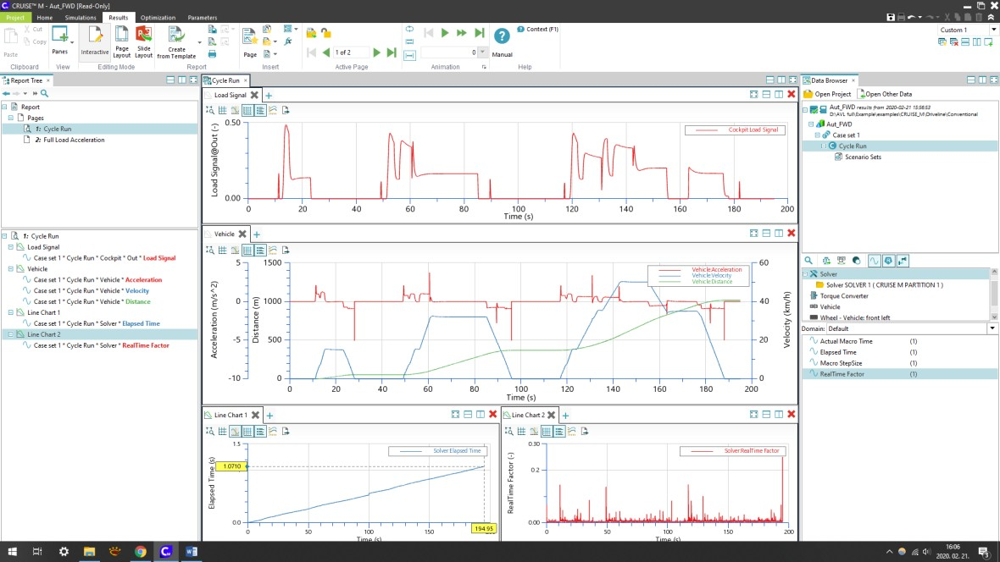 CRUISE™ M - Aut_FWD [Read-Only]
Project Home Simulations Results Optimization Parameters
Cut
Copy
Paste
Panes
Interactive
Page Layout
Slide Layout
Create from Template
Page
1 of 2
0
Manual
Context (F1)
Custom 1
Clipboard View Editing Mode Report Insert Active Page Animation Help
Report Tree
Report
Pages
1: Cycle Run
2: Full Load Acceleration
1: Cycle Run
Load Signal
Case set 1 * Cycle Run * Cockpit * Out * Load Signal
Vehicle
Case set 1 * Cycle Run * Vehicle * Acceleration
Case set 1 * Cycle Run * Vehicle * Velocity
Case set 1 * Cycle Run * Vehicle * Distance
Line Chart 1
Case set 1 * Cycle Run * Solver * Elapsed Time
Line Chart 2
Case set 1 * Cycle Run * Solver * RealTime Factor
Cycle Run
Load Signal
Load Signal@Out (-)
0.50
0.00
Cockpit Load Signal
0 20 40 60 80 100 120 140 160 180 200
Time (s)
Vehicle
Acceleration (m/s^2)
5
0
-5
-10
Distance (m)
1500
1000
500
0
Vehicle Acceleration
Vehicle Velocity
Vehicle Distance
60
40
20
0
Velocty (km/h)
0 20 40 60 80 100 120 140 160 180 200
Time (s)
Line Chart 1
Elapsed Time (s)
1.5
1.0710
0.0
Solver Elapsed Time
0 50 100 150 194.95
Time (s)
Line Chart 2
RealTime Factor (-)
0.30
0.2
0.00
Solver RealTime Factor
0 50 100 150 200
Time (s)
Data Browser
Open Project Open Other Data
Aut_FWD results from 2020-02-21 15:56:53
D:\AVL full\Example\examples\CRUISE_M\Driveline\Conventional
Aut_FWD
Case set 1
Cycle Run
Scenario Sets
Solver
Solver SOLVER 1 ( CRUISE M PARTITION 1 )
Torque Converter
Vehicle
Wheel - Vehicle: front left
Domain: Default
Actual Macro Time (1)
Elapsed Time (1)
Macro StepSize (1)
RealTime Factor (1)
16:06
2020. 02. 21.
3